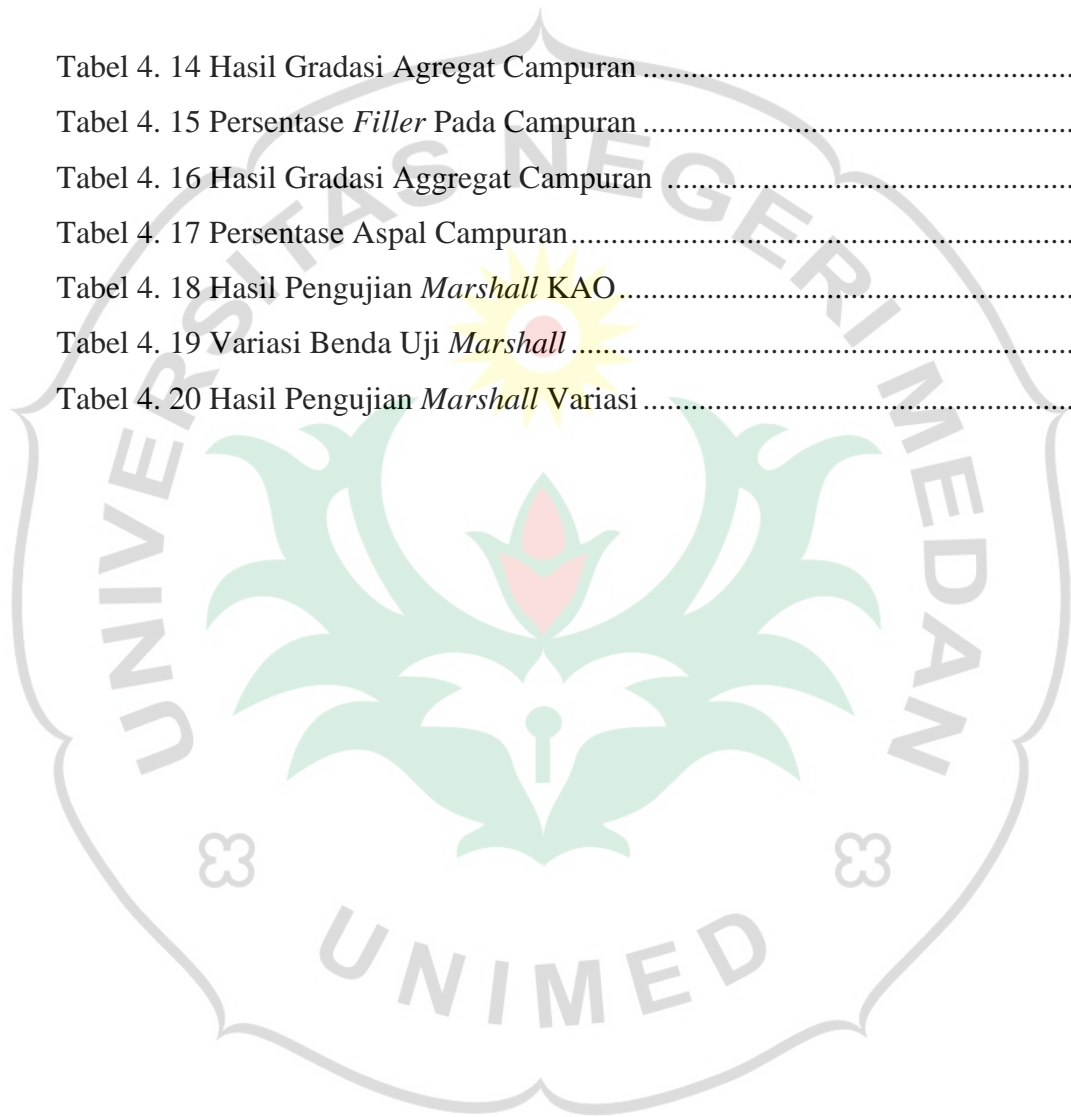 Tabel 4. 14 Hasil Gradasi Agregat Campuran ....................................................................
Tabel 4. 15 Persentase Filler Pada Campuran ....................................................................
Tabel 4. 16 Hasil Gradasi Aggregat Campuran ....................................................................
Tabel 4. 17 Persentase Aspal Campuran ....................................................................
Tabel 4. 18 Hasil Pengujian Marshall KAO ....................................................................
Tabel 4. 19 Variasi Benda Uji Marshall ....................................................................
Tabel 4. 20 Hasil Pengujian Marshall Variasi ....................................................................
UNIVERSITAS NEGERI MEDAN
UNIMED